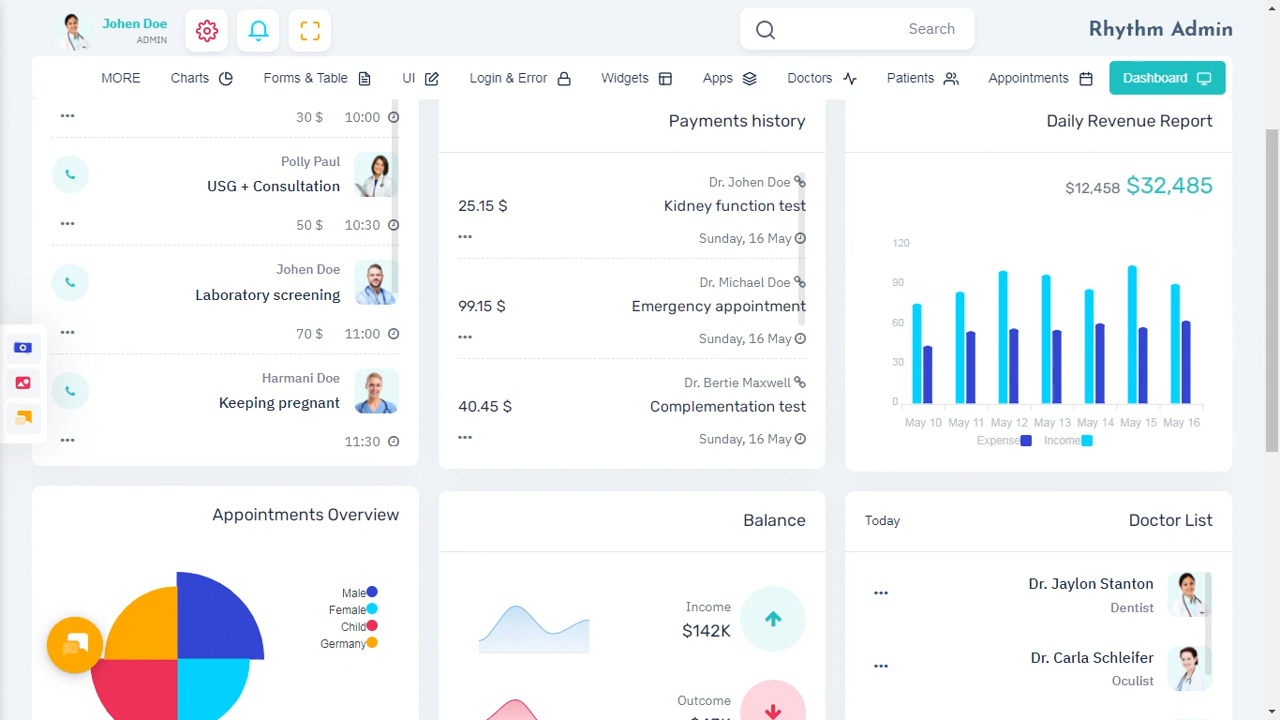 Johen Doe
ADMIN
Search
Rhythm Admin
MORE
Charts
Forms & Table
UI
Login & Error
Widgets
Apps
Doctors
Patients
Appointments
Dashboard
30 $ 10:00
Polly Paul
USG + Consultation
50 $ 10:30
Johen Doe
Laboratory screening
70 $ 11:00
Harmani Doe
Keeping pregnant
11:30
Payments history
Dr. Johen Doe
25.15 $ Kidney function test
Sunday, 16 May
Dr. Michael Doe
99.15 $ Emergency appointment
Sunday, 16 May
Dr. Bertie Maxwell
40.45 $ Complementation test
Sunday, 16 May
Daily Revenue Report
$12,458 $32,485
120
90
60
30
0
May 10 May 11 May 12 May 13 May 14 May 15 May 16
Expense Income
Appointments Overview
Male
Female
Child
Germany
Balance
Income
$142K
Outcome
Today Doctor List
Dr. Jaylon Stanton
Dentist
Dr. Carla Schleifer
Oculist